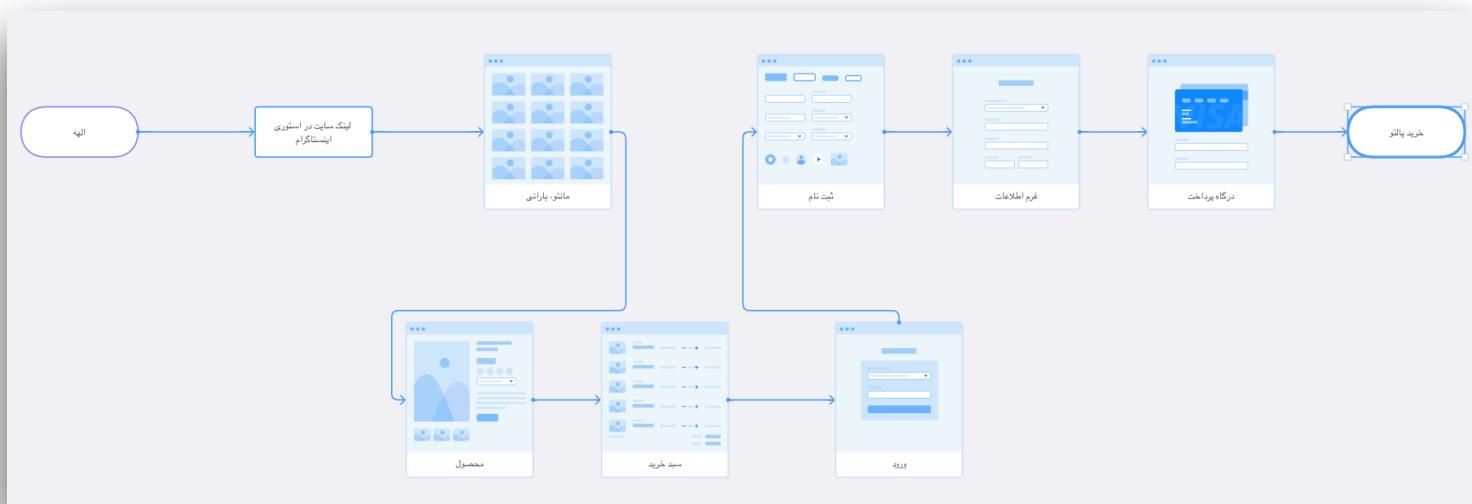 الهه
لینک سایت در استوری
اینستاگرام
مانتو، بارانی
محصول
سبد خرید
ورود
ثبت نام
فرم اطلاعات
VISA
درگاه پرداخت
خرید پالتو